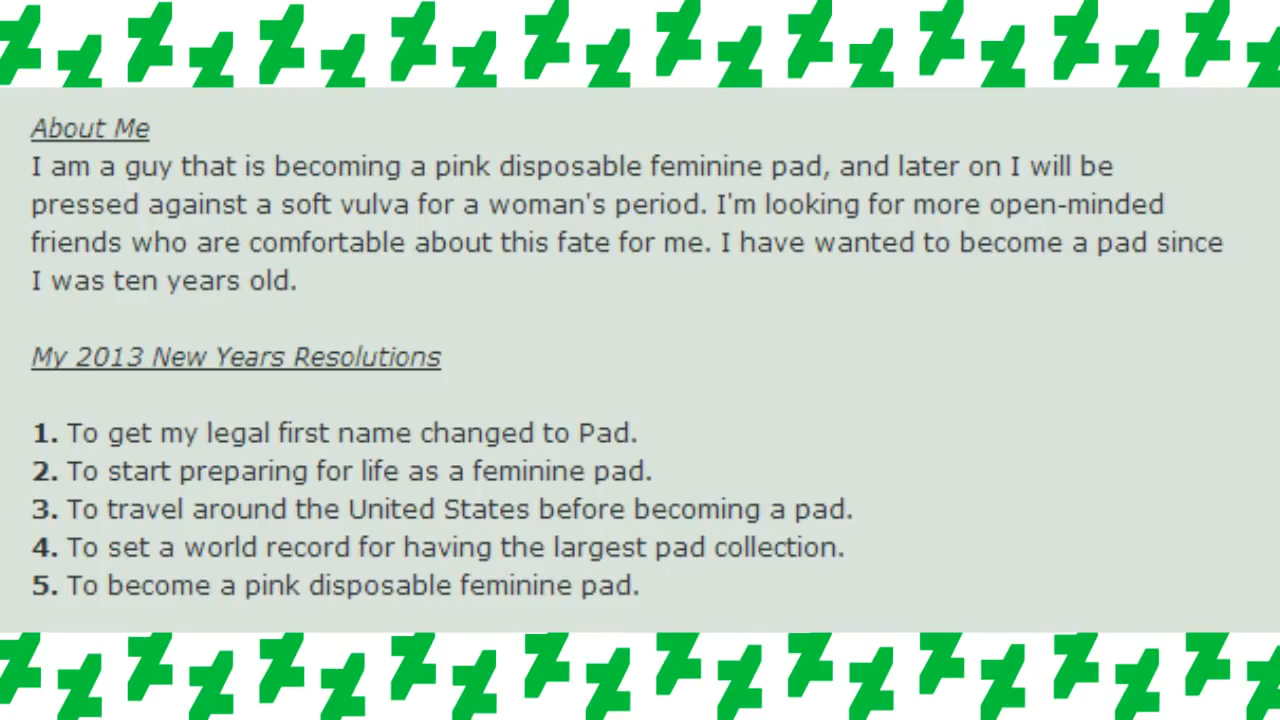 About Me
I am a guy that is becoming a pink disposable feminine pad, and later on I will be
pressed against a soft vulva for a woman's period. I'm looking for more open-minded
friends who are comfortable about this fate for me. I have wanted to become a pad since
I was ten years old.
My 2013 New Years Resolutions
1. To get my legal first name changed to Pad.
2. To start preparing for life as a feminine pad.
3. To travel around the United States before becoming a pad.
4. To set a world record for having the largest pad collection.
5. To become a pink disposable feminine pad.